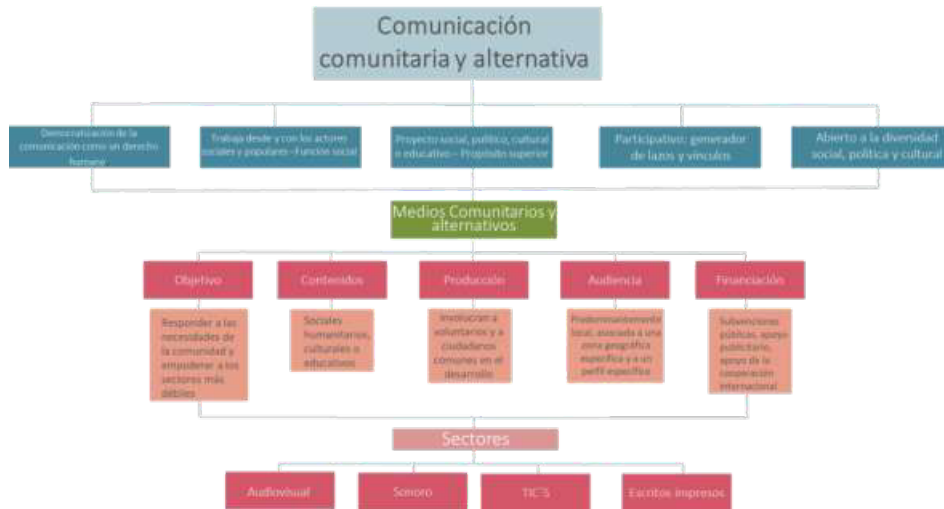 Comunicación
comunitaria y alternativa
Democratización de la
comunicación como un derecho
humano
Trabaja desde y con los actores
sociales y populares –Función social
Proyecto social, político, cultural
o educativo – Propósito superior
Participativo: generador
de lazos y vínculos
Abierto a la diversidad
social, política y cultural
Medios Comunitarios y
alternativos
Objetivo
Contenidos
Producción
Audiencia
Financiación
Responder a las
necesidades de
la comunidad y
empoderar a los
sectores más
débiles
Sociales
humanitarios,
culturales o
educativos
Involucran a
voluntarios y a
ciudadanos
comunes en el
desarrollo
Predominantemente
local, asociada a una
zona geográfica
específica y a un
perfil específico
Subvenciones
públicas, apoyo
publicitario,
apoyo de la
cooperación
internacional
Sectores
Audiovisual
Sonoro
TIC´S
Escritos impresos